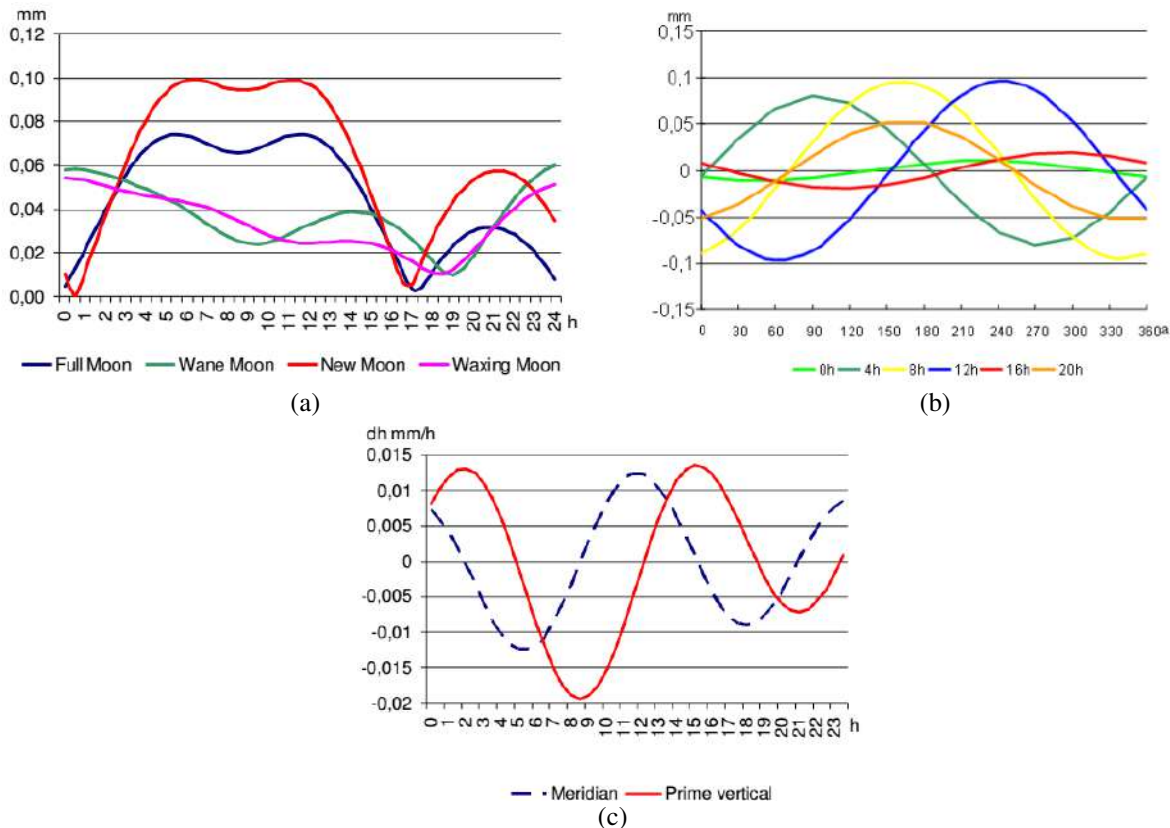 mm
0,12
0,10
0,08
0,06
0,04
0,02
0,00
0 1 2 3 4 5 6 7 8 9 10 11 12 13 14 15 16 17 18 19 20 21 22 23 24 h
Full Moon Wane Moon New Moon Waxing Moon
(a)
mm
0,15
0,1
0,05
0
-0,05
-0,1
-0,15
0 30 60 90 120 150 180 210 240 270 300 330 360a
0h 4h 8h 12h 16h 20h
(b)
dh mm/h
0,015
0,01
0,005
0
-0,005
-0,01
-0,015
-0,02
0 1 2 3 4 5 6 7 8 9 10 11 12 13 14 15 16 17 18 19 20 21 22 23 h
Meridian Prime vertical
(c)